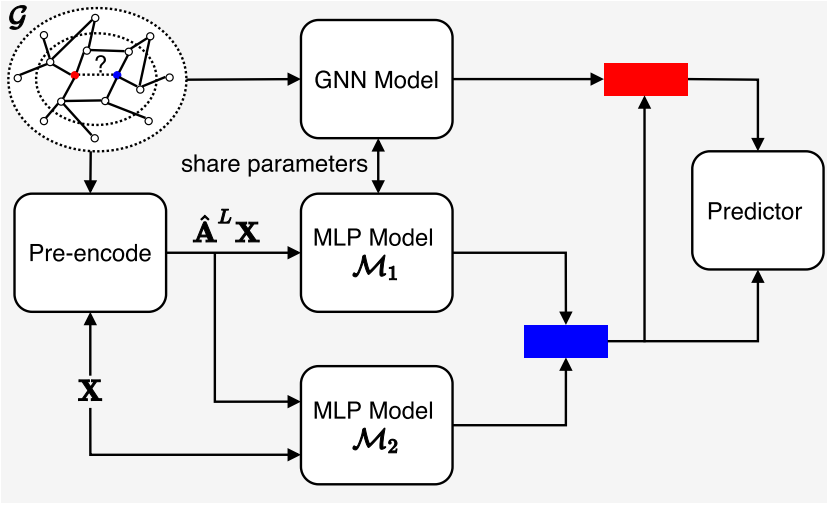 𝓖
?
GNN Model
share parameters
Pre-encode
Â^L X
MLP Model
𝓜₁
Predictor
X
MLP Model
𝓜₂